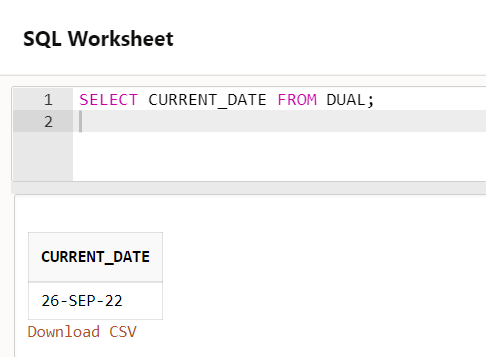 SQL Worksheet
1 SELECT CURRENT_DATE FROM DUAL;
2
CURRENT_DATE
26-SEP-22
Download CSV